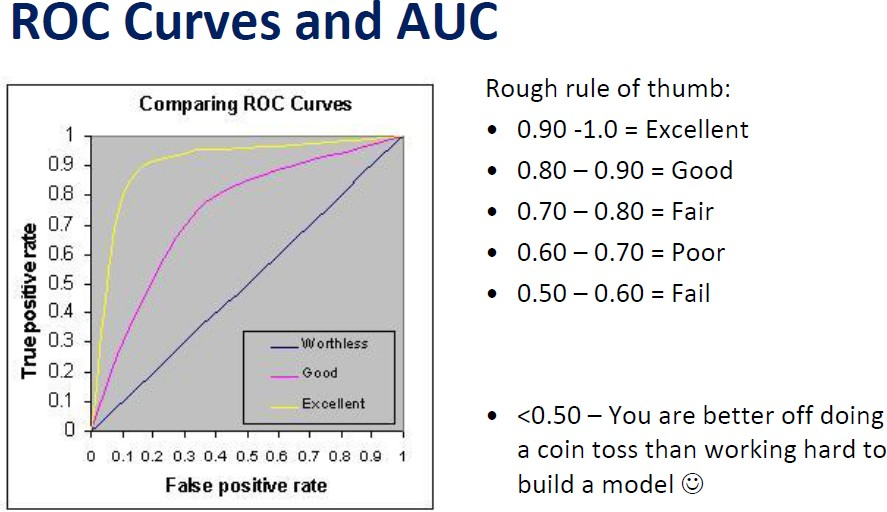 ROC Curves and AUC
Comparing ROC Curves
True positive rate
1
0.9
0.8
0.7
0.6
0.5
0.4
0.3
0.2
0.1
0
Worthless
Good
Excellent
0 0.1 0.2 0.3 0.4 0.5 0.6 0.7 0.8 0.9 1
False positive rate
Rough rule of thumb:
• 0.90 -1.0 = Excellent
• 0.80 – 0.90 = Good
• 0.70 – 0.80 = Fair
• 0.60 – 0.70 = Poor
• 0.50 – 0.60 = Fail
• <0.50 – You are better off doing
a coin toss than working hard to
build a model ☺